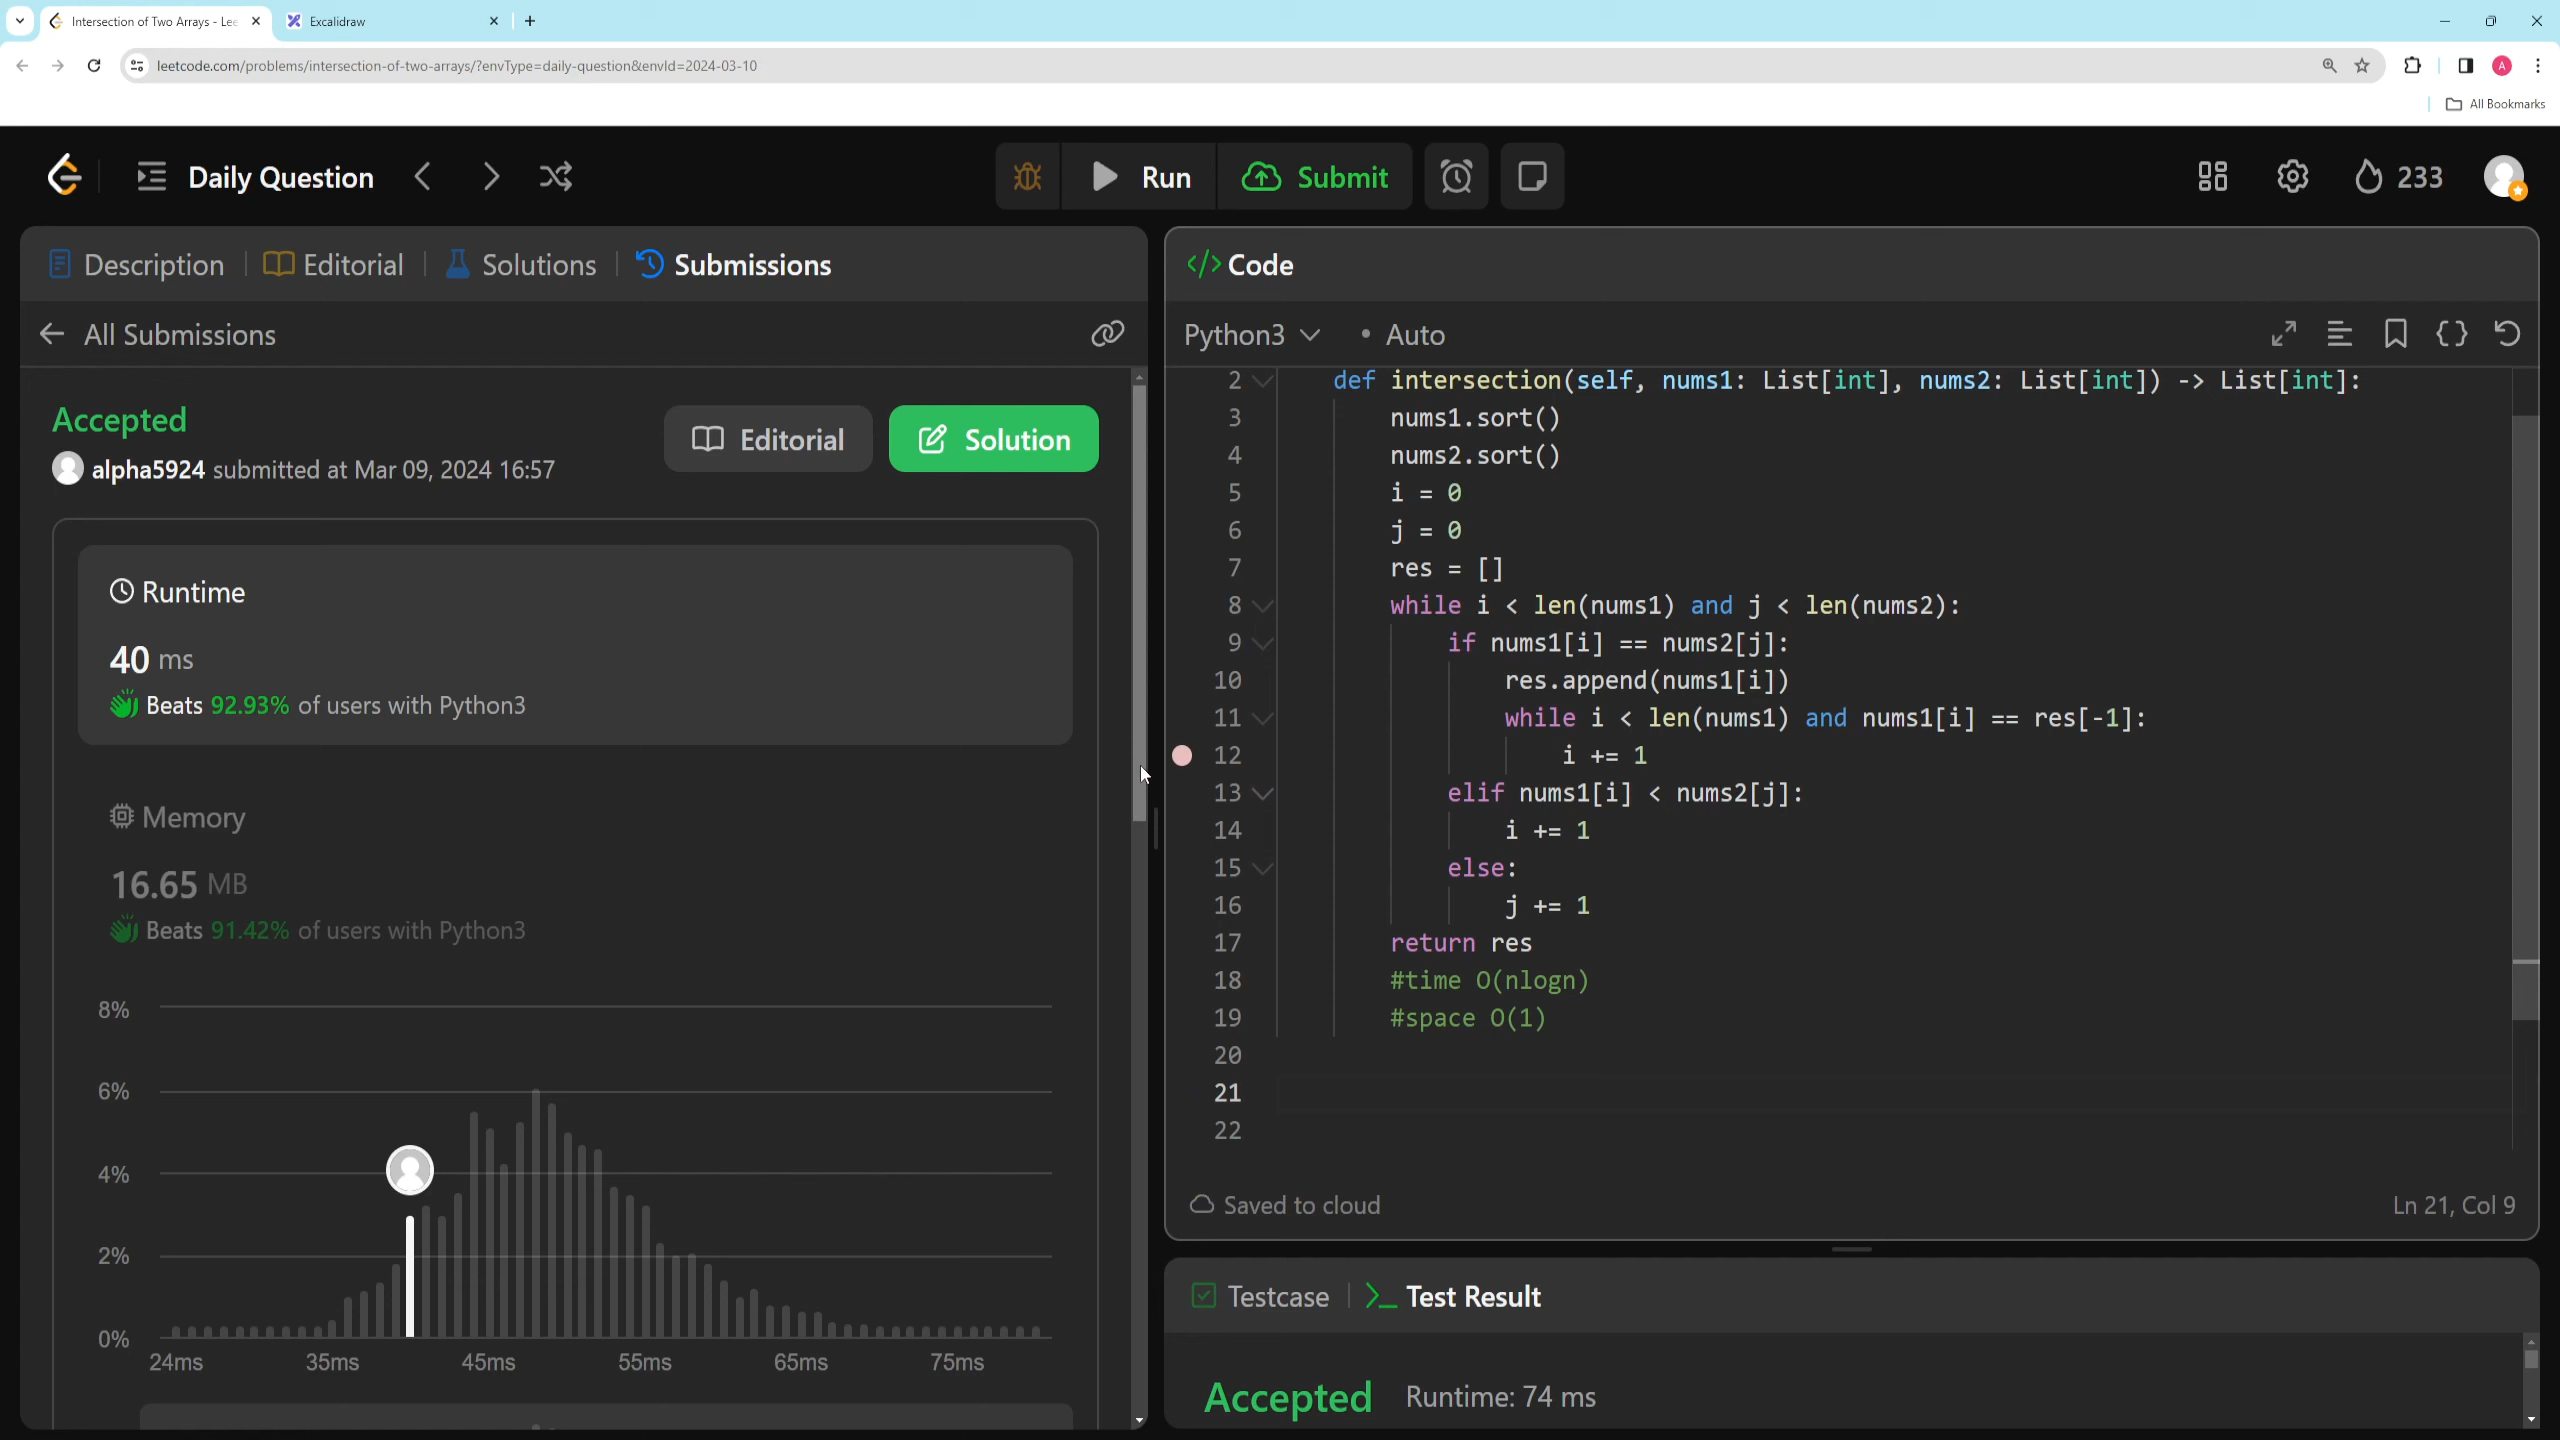 Intersection of Two Arrays - Lee
Excalidraw
leetcode.com/problems/intersection-of-two-arrays/?envType=daily-question&envId=2024-03-10
A
All Bookmarks
Daily Question
Run
Submit
233
Description
Editorial
Solutions
Submissions
All Submissions
Accepted
alpha5924 submitted at Mar 09, 2024 16:57
Editorial
Solution
Runtime
40 ms
Beats 92.93% of users with Python3
Memory
16.65 MB
Beats 91.42% of users with Python3
8%
6%
4%
2%
0%
24ms 35ms 45ms 55ms 65ms 75ms
Code
Python3 • Auto
2 def intersection(self, nums1: List[int], nums2: List[int]) -> List[int]:
3 nums1.sort()
4 nums2.sort()
5 i = 0
6 j = 0
7 res = []
8 while i < len(nums1) and j < len(nums2):
9 if nums1[i] == nums2[j]:
10 res.append(nums1[i])
11 while i < len(nums1) and nums1[i] == res[-1]:
12 i += 1
13 elif nums1[i] < nums2[j]:
14 i += 1
15 else:
16 j += 1
17 return res
18 #time O(nlogn)
19 #space O(1)
20
21
22
Saved to cloud
Ln 21, Col 9
Testcase
Test Result
Accepted Runtime: 74 ms